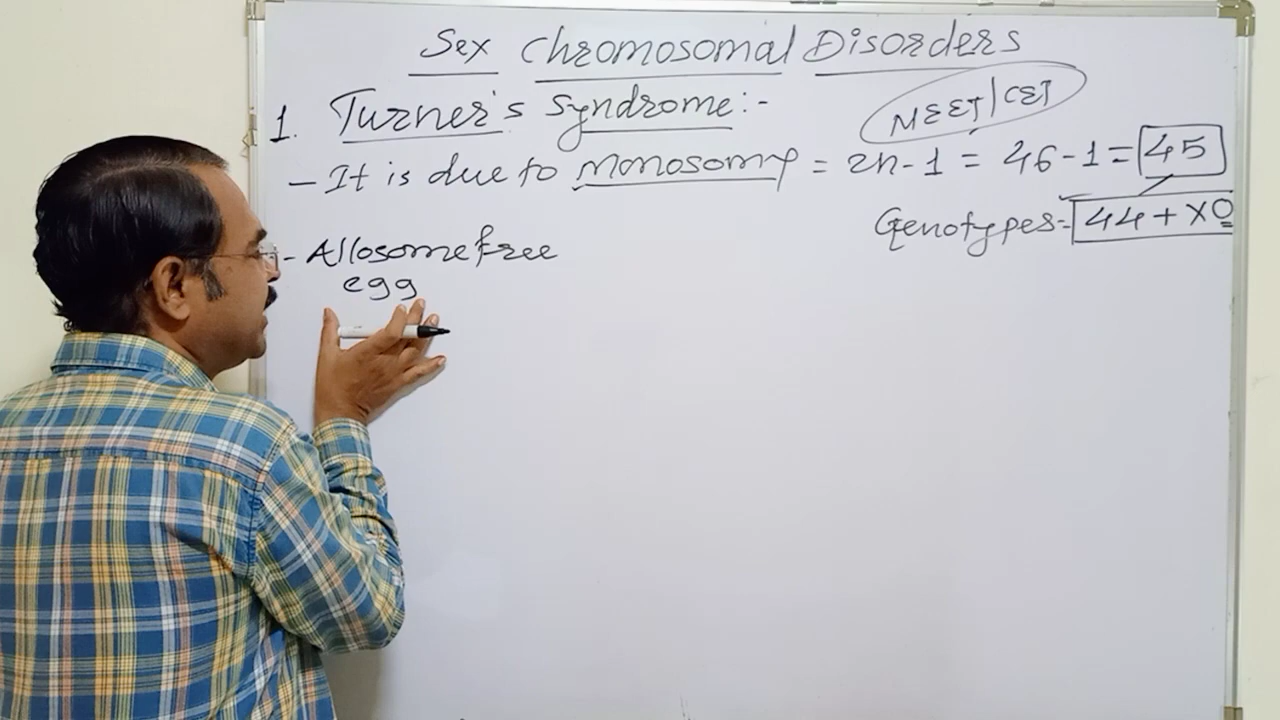 Sex Chromosomal Disorders
1. Turner's Syndrome:-
NEET/CET
- It is due to Monosomy = 2n-1 = 46-1= 45
Genotypes- 44+XO
- Allosome free
egg